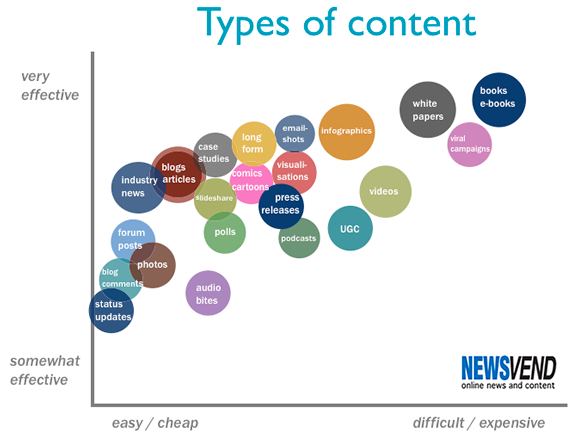 Types of content
very
effective
books
e-books
white
papers
viral
campaigns
infographics
email-
shots
long
form
case
studies
blogs
articles
industry
news
comics
cartoons
visuali-
sations
slideshare
press
releases
videos
UGC
podcasts
polls
forum
posts
photos
blog
comments
status
updates
audio
bites
somewhat
effective
NEWSVEND
online news and content
easy / cheap
difficult / expensive